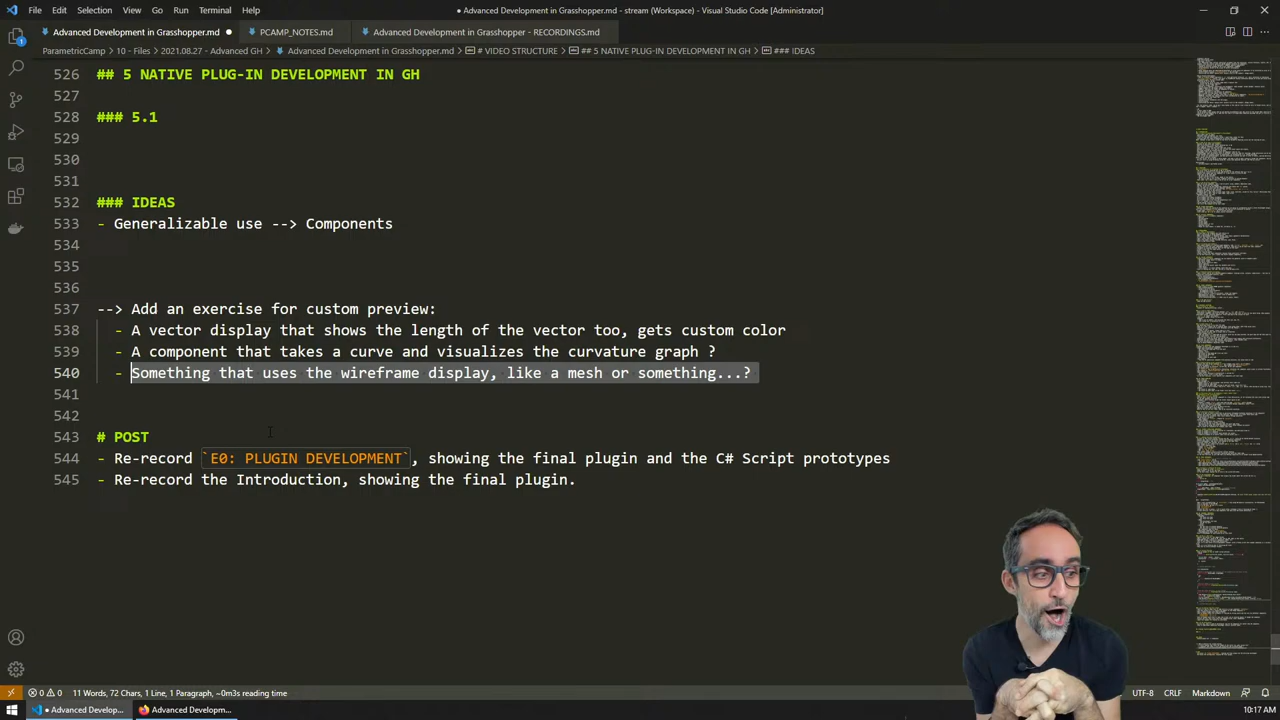 File Edit Selection View Go Run Terminal Help
● Advanced Development in Grasshopper.md - stream (Workspace) - Visual Studio Code [Administrator]
Advanced Development in Grasshopper.md ●
PCAMP_NOTES.md
Advanced Development in Grasshopper - RECORDINGS.md
ParametricCamp > 10 - Files > 2021.08.27 - Advanced GH > Advanced Development in Grasshopper.md > # VIDEO STRUCTURE > ## 5 NATIVE PLUG-IN DEVELOPMENT IN GH > ### IDEAS
526 ## 5 NATIVE PLUG-IN DEVELOPMENT IN GH
527
528 ### 5.1
529
530
531
532 ### IDEAS
533 - Generalizable use --> Components
534
535
536
537 --> Add an exercise for custom preview:
538 - A vector display that shows the length of the vector too, gets custom color
539 - A component that takes a curve and visualizes the curvature graph ?
540 - Something that uses the wireframe display, like a mesh or something...?
541
542
543 # POST
544 - Re-record `E0: PLUGIN DEVELOPMENT`, showing the final plugin and the C# Script prototypes
545 - Re-record the Introduction, showing the final plugin.
0 0 11 Words, 72 Chars, 1 Line, 1 Paragraph, ~0m3s reading time
UTF-8 CRLF Markdown
● Advanced Develop...
Advanced Developm...
10:17 AM